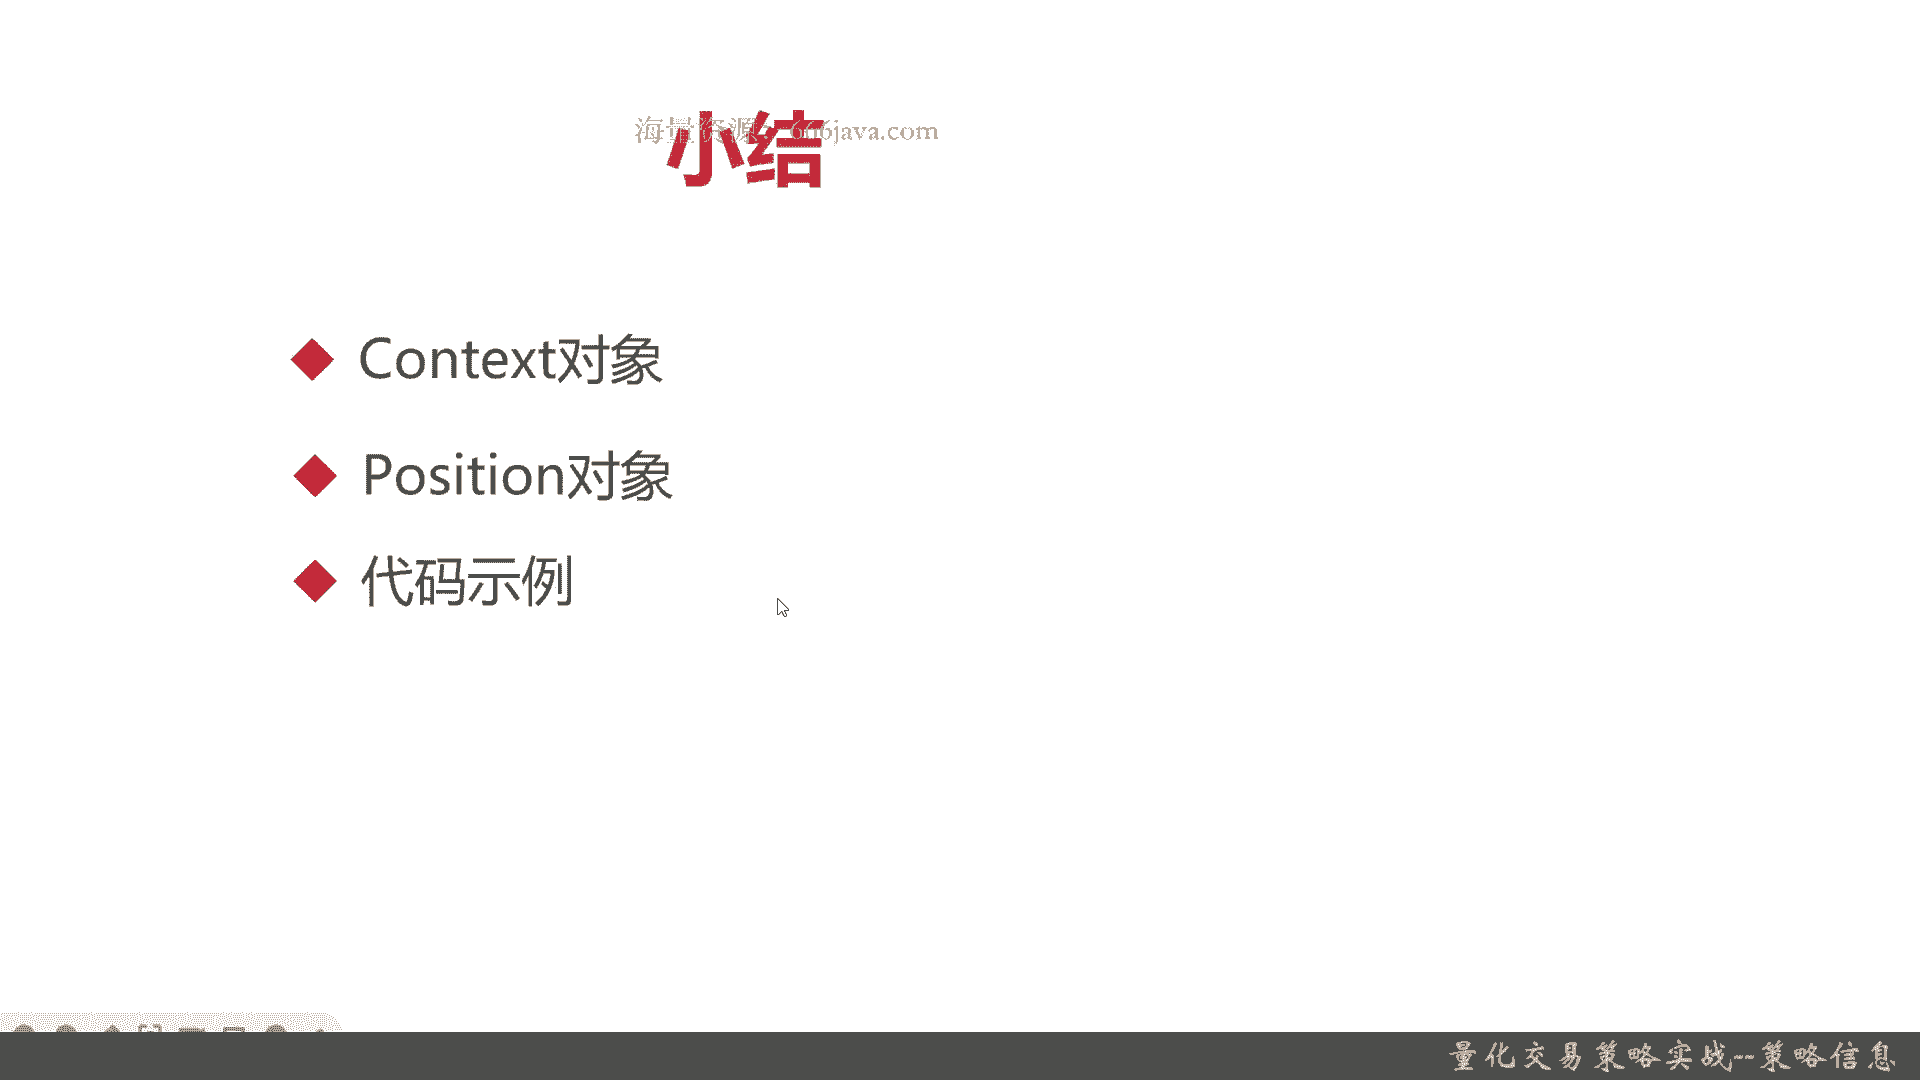 小结
海量资源：666java.com
Context对象
Position对象
代码示例
量化交易策略实战--策略信息